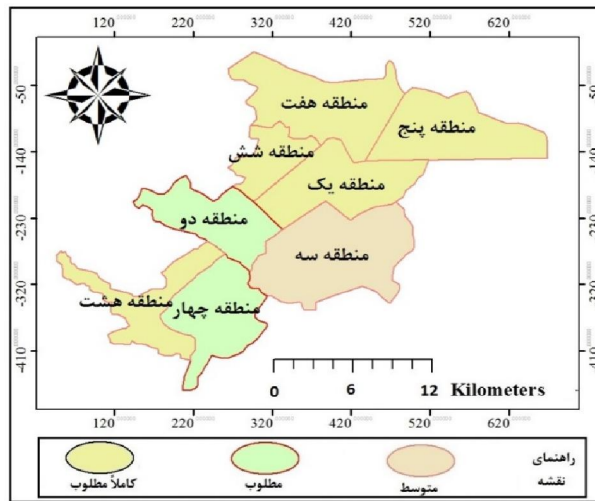 120 220 320 420 520 620
-50 -50
منطقه هفت
منطقه پنج
-140 -140
منطقه شش
منطقه یک
منطقه دو
-230 -230
منطقه سه
منطقه هشت
منطقه چهار
-320 -320
-410 -410
0 6 12 Kilometers
120 220 320 420 520 620
راهنمای
نقشه
متوسط
مطلوب
کاملاً مطلوب